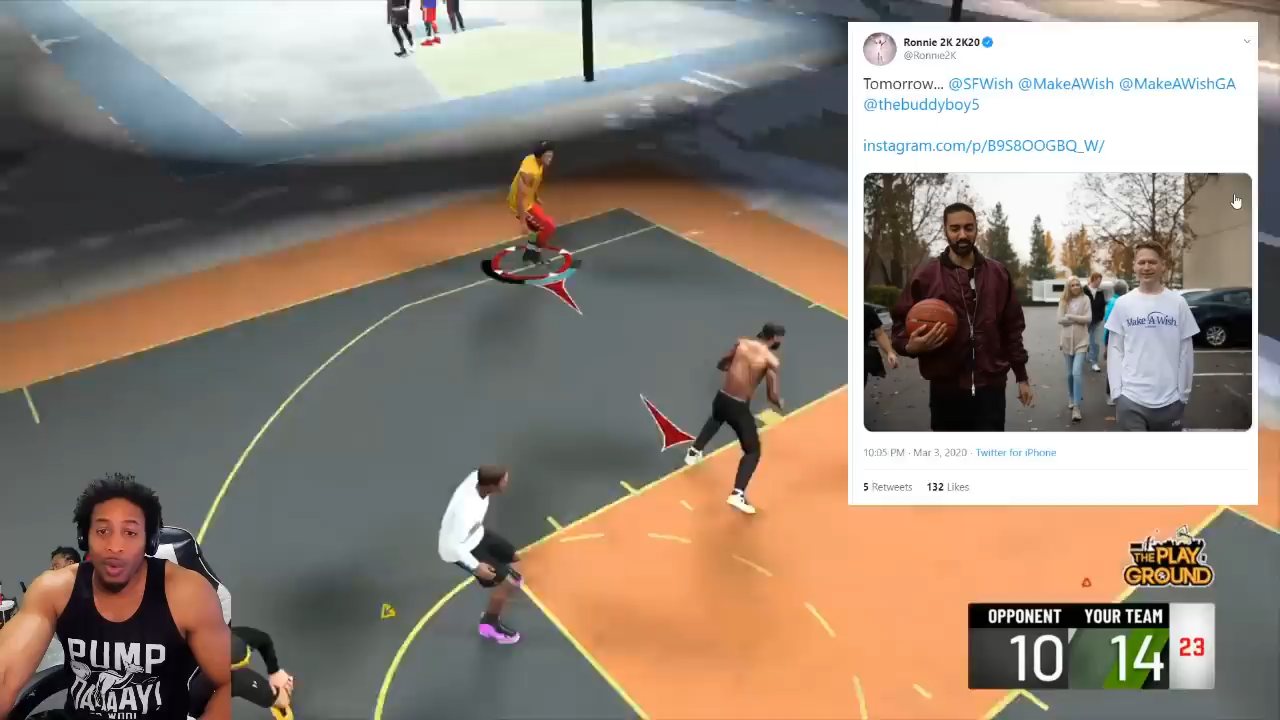 Ronnie 2K 2K20
@Ronnie2K
Tomorrow... @SFWish @MakeAWish @MakeAWishGA
@thebuddyboy5
instagram.com/p/B9S8OOGBQ_W/
Make-A-Wish
10:05 PM · Mar 3, 2020 · Twitter for iPhone
5 Retweets 132 Likes
THE PLAY
GROUND
OPPONENT YOUR TEAM
10 14 23
PUMP